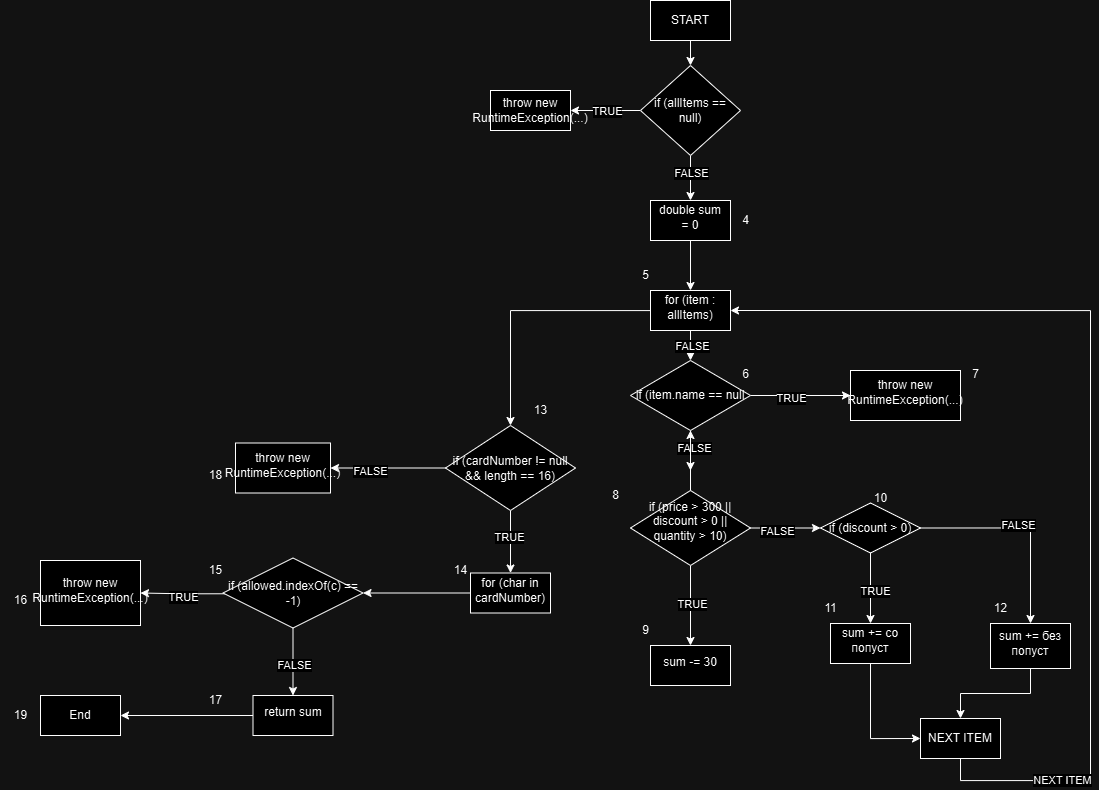 START
if (allItems ==
null)
TRUE
throw new
RuntimeException(...)
FALSE
double sum
= 0
4
5
for (item :
allItems)
FALSE
6
if (item.name == null
TRUE
throw new
RuntimeException(...)
7
FALSE
13
if (cardNumber != null
&& length == 16)
FALSE
throw new
RuntimeException(...)
18
TRUE
8
if (price > 300 ||
discount > 0 ||
quantity > 10)
FALSE
10
if (discount > 0)
FALSE
TRUE
TRUE
14
for (char in
cardNumber)
15
if (allowed.indexOf(c) ==
-1)
TRUE
throw new
RuntimeException(...)
16
FALSE
9
sum -= 30
11
sum += со
попуст
12
sum += без
попуст
17
return sum
End
19
NEXT ITEM
NEXT ITEM